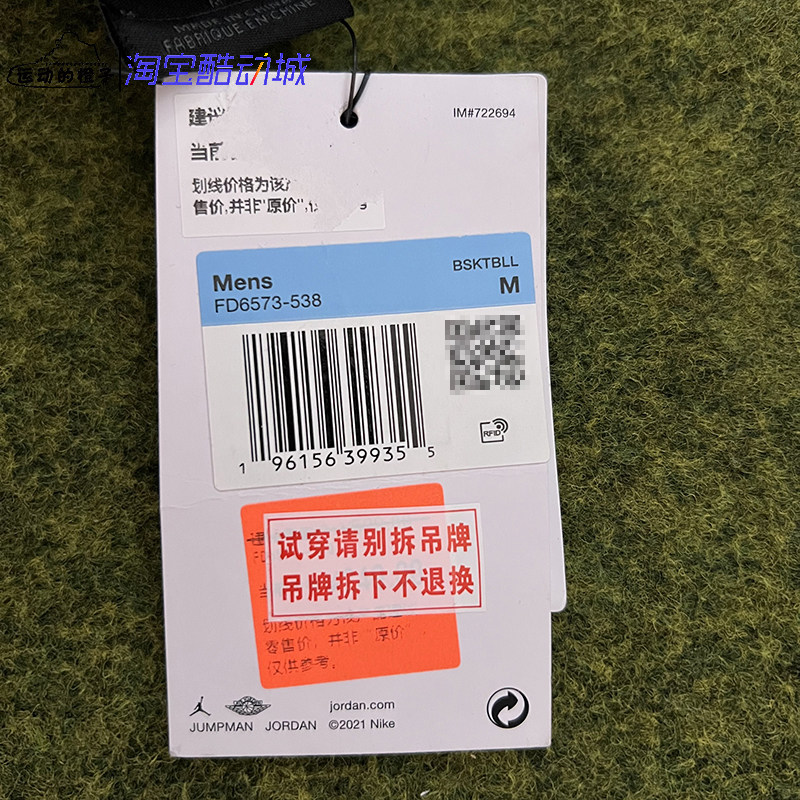 M
MADE IN CHINA
FABRIQUE EN CHINE
运动的橙子
淘宝酷动城
IM#722694
建议
当前
划线价格为该
售价,并非"原价",仅
Mens
BSKTBLL
FD6573-538
M
RFID
1 96156 39935 5
试穿请别拆吊牌
吊牌拆下不退换
零售价, 并非 "原价"
仅供参考。
jordan.com
JUMPMAN JORDAN ©2021 Nike